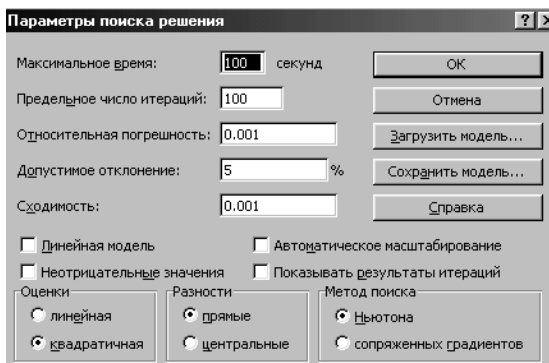 Параметры поиска решения
Максимальное время: 100 секунд
ОК
Предельное число итераций: 100
Отмена
Относительная погрешность: 0.001
Загрузить модель...
Допустимое отклонение: 5 %
Сохранить модель...
Сходимость: 0.001
Справка
Линейная модель
Автоматическое масштабирование
Неотрицательные значения
Показывать результаты итераций
Оценки
Разности
Метод поиска
линейная
прямые
Ньютона
квадратичная
центральные
сопряженных градиентов